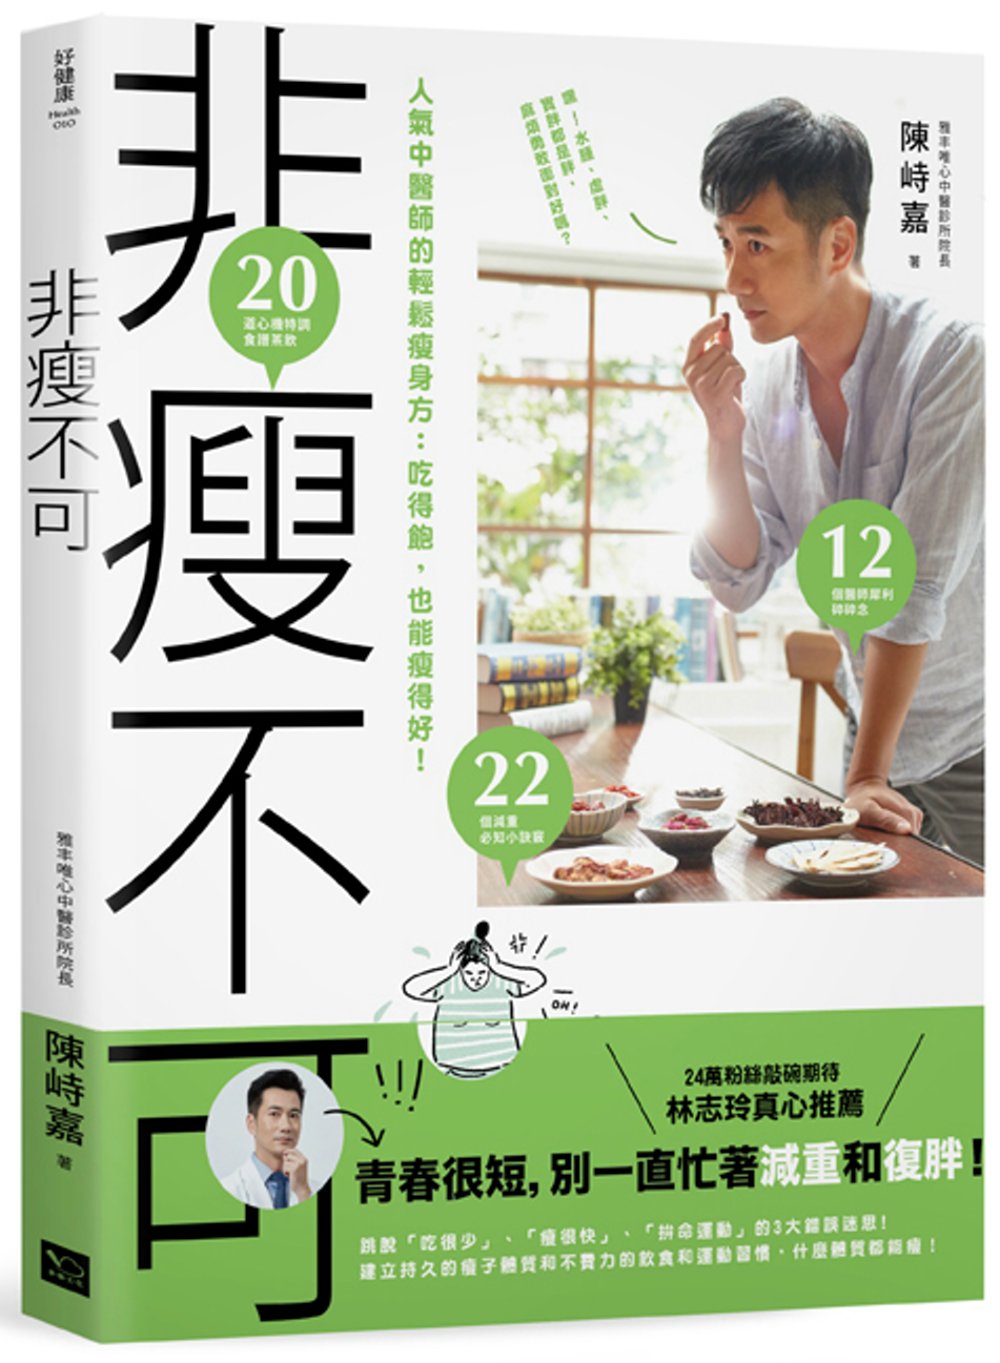 好健康
Health
010
非瘦不可
雅丰唯心中醫診所院長
陳峙嘉 著
非瘦不可
20
道心機特調
食譜茶飲
人氣中醫師的輕鬆瘦身方：吃得飽，也能瘦得好！
嘿！水腫、虛胖、
實胖都是胖，
麻煩勇敢面對好嗎？
雅丰唯心中醫診所院長
陳峙嘉 著
12
個醫師犀利
碎碎念
22
個減重
必知小訣竅
OH!
24萬粉絲敲碗期待
林志玲真心推薦
青春很短，別一直忙著減重和復胖！
跳脫「吃很少」、「瘦很快」、「拚命運動」的3大錯誤迷思！
建立持久的瘦子體質和不費力的飲食和運動習慣，什麼體質都能瘦！